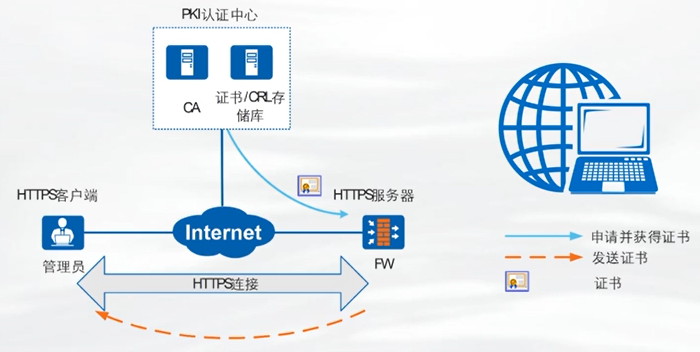 PKI认证中心
CA
证书/CRL存
储库
HTTPS客户端
HTTPS服务器
Internet
管理员
FW
HTTPS连接
申请并获得证书
发送证书
证书